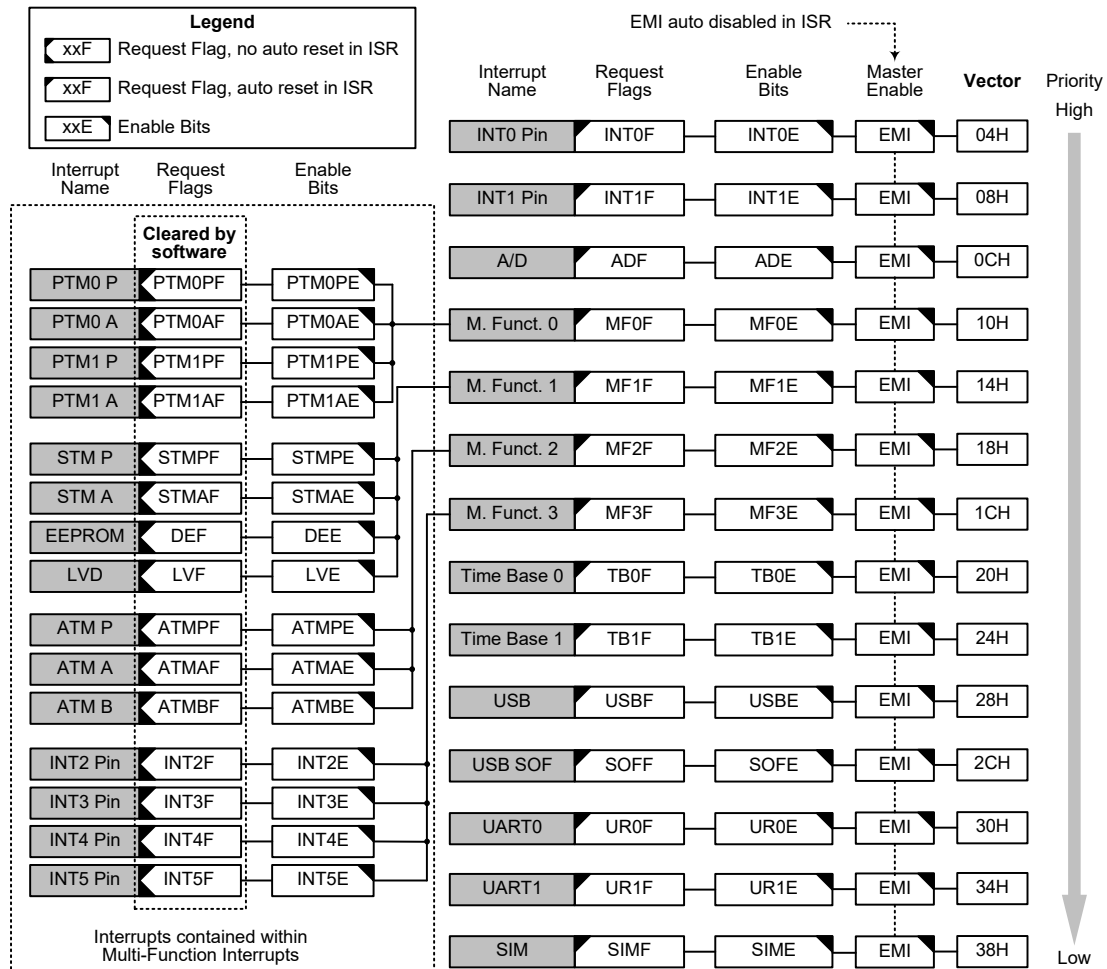 Legend
xxF Request Flag, no auto reset in ISR
xxF Request Flag, auto reset in ISR
xxE Enable Bits
Interrupt Name
Request Flags
Enable Bits
Cleared by
software
PTM0 P PTM0PF PTM0PE
PTM0 A PTM0AF PTM0AE
PTM1 P PTM1PF PTM1PE
PTM1 A PTM1AF PTM1AE
STM P STMPF STMPE
STM A STMAF STMAE
EEPROM DEF DEE
LVD LVF LVE
ATM P ATMPF ATMPE
ATM A ATMAF ATMAE
ATM B ATMBF ATMBE
INT2 Pin INT2F INT2E
INT3 Pin INT3F INT3E
INT4 Pin INT4F INT4E
INT5 Pin INT5F INT5E
Interrupts contained within
Multi-Function Interrupts
EMI auto disabled in ISR
Interrupt Name
Request Flags
Enable Bits
Master Enable
Vector
Priority
High
INT0 Pin INT0F INT0E EMI 04H
INT1 Pin INT1F INT1E EMI 08H
A/D ADF ADE EMI 0CH
M. Funct. 0 MF0F MF0E EMI 10H
M. Funct. 1 MF1F MF1E EMI 14H
M. Funct. 2 MF2F MF2E EMI 18H
M. Funct. 3 MF3F MF3E EMI 1CH
Time Base 0 TB0F TB0E EMI 20H
Time Base 1 TB1F TB1E EMI 24H
USB USBF USBE EMI 28H
USB SOF SOFF SOFE EMI 2CH
UART0 UR0F UR0E EMI 30H
UART1 UR1F UR1E EMI 34H
SIM SIMF SIME EMI 38H
Low